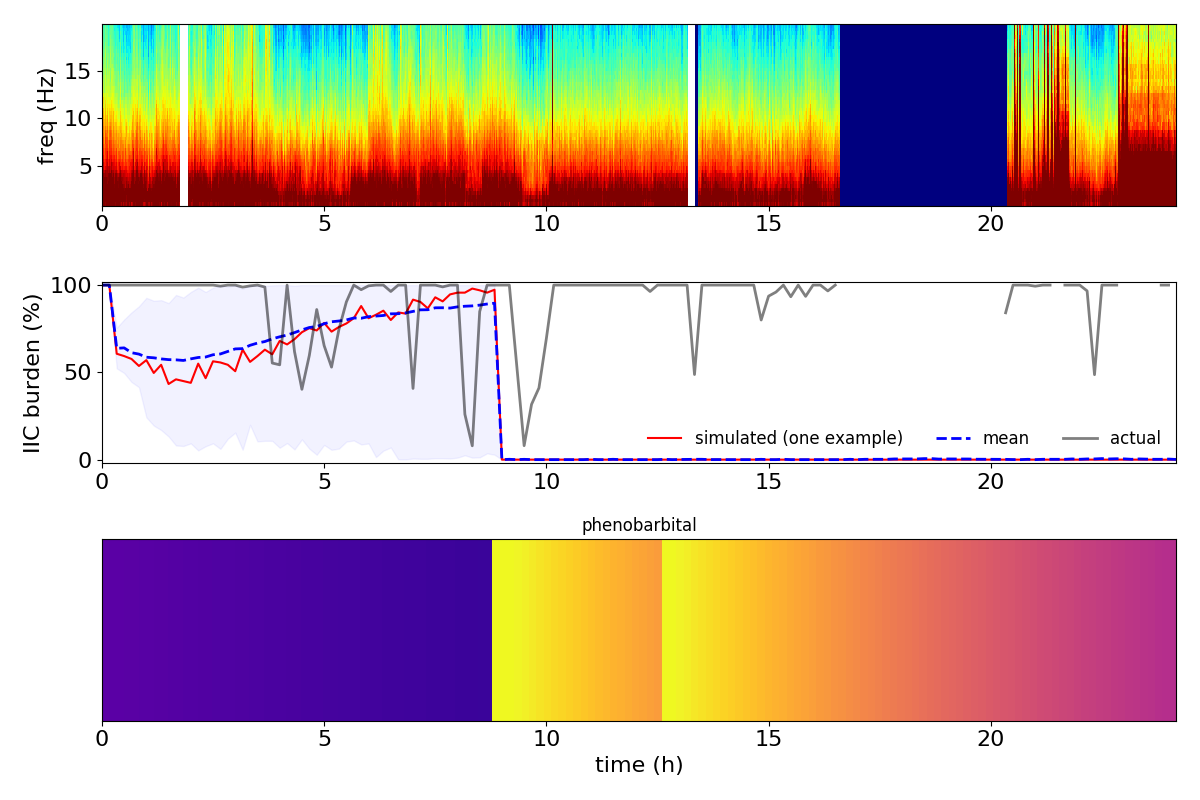 freq (Hz)
15
10
5
0 5 10 15 20
IIC burden (%)
100
50
0
simulated (one example) mean actual
0 5 10 15 20
phenobarbital
0 5 10 15 20
time (h)